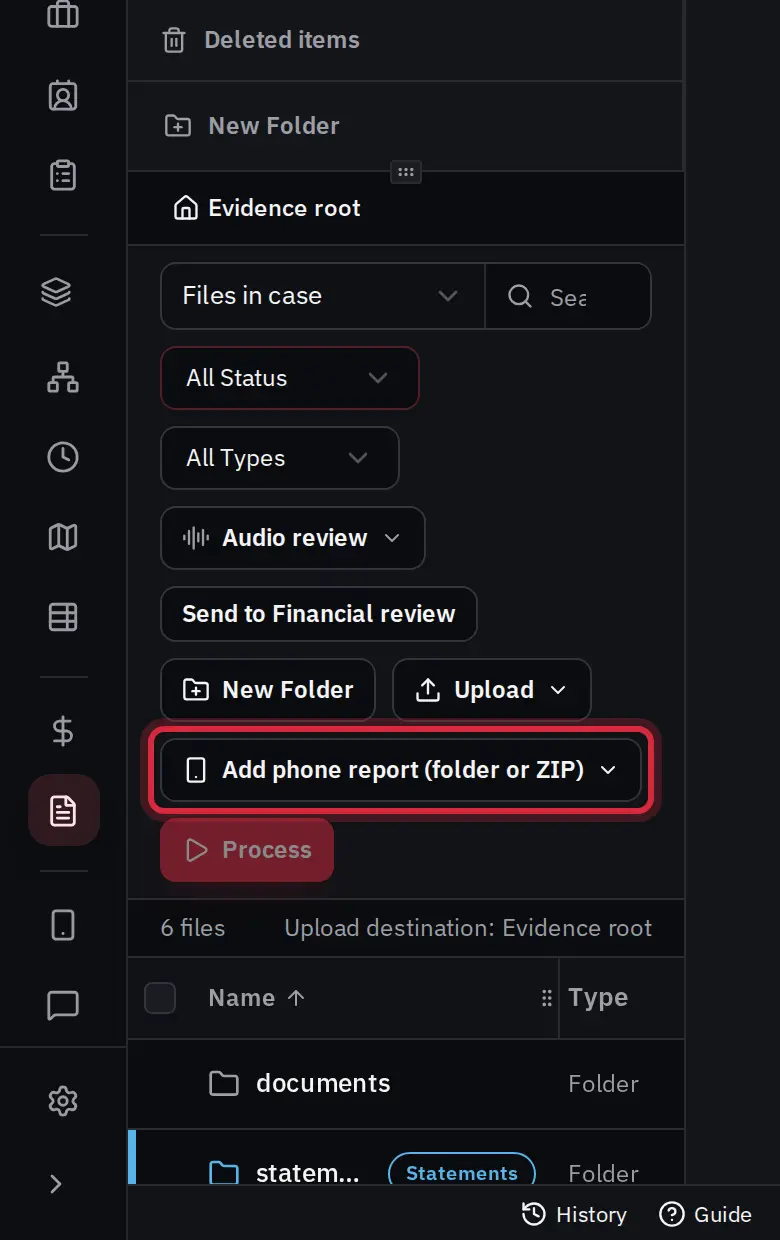 Deleted items
New Folder
Evidence root
Files in case
Sea
All Status
All Types
Audio review
Send to Financial review
New Folder
Upload
Add phone report (folder or ZIP)
Process
6 files
Upload destination: Evidence root
Name
Type
documents
Folder
statem...
Statements
Folder
History
Guide